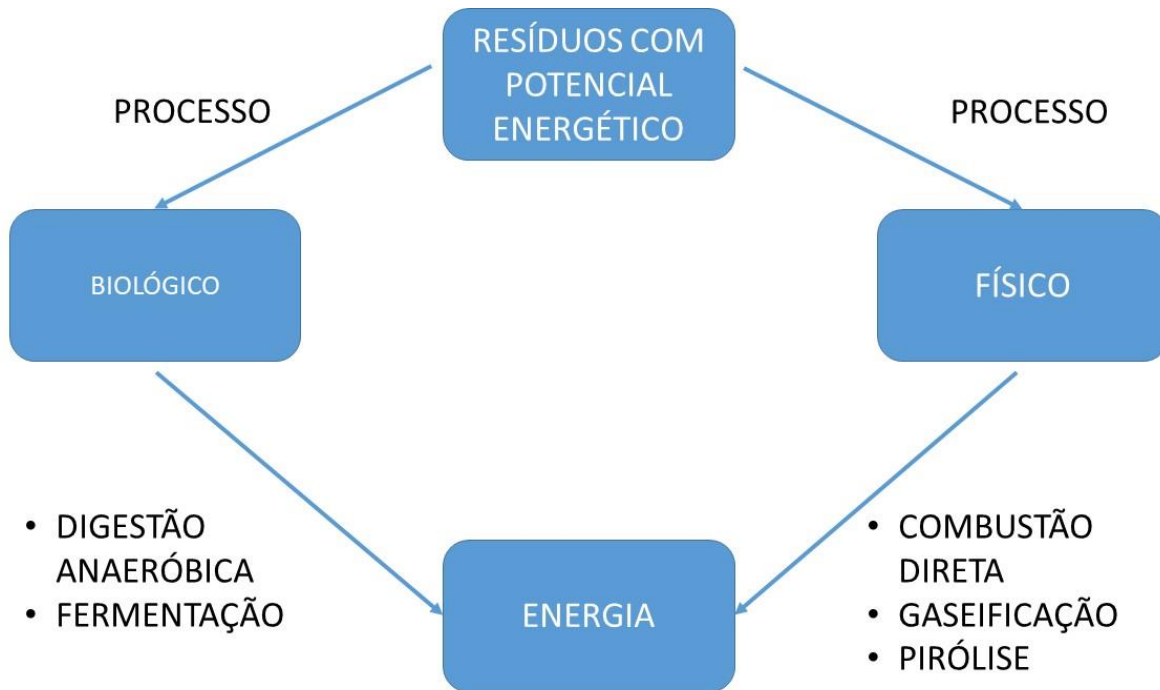 RESÍDUOS COM
POTENCIAL
ENERGÉTICO
PROCESSO
PROCESSO
BIOLÓGICO
FÍSICO
• DIGESTÃO
ANAERÓBICA
• FERMENTAÇÃO
ENERGIA
• COMBUSTÃO
DIRETA
• GASEIFICAÇÃO
• PIRÓLISE